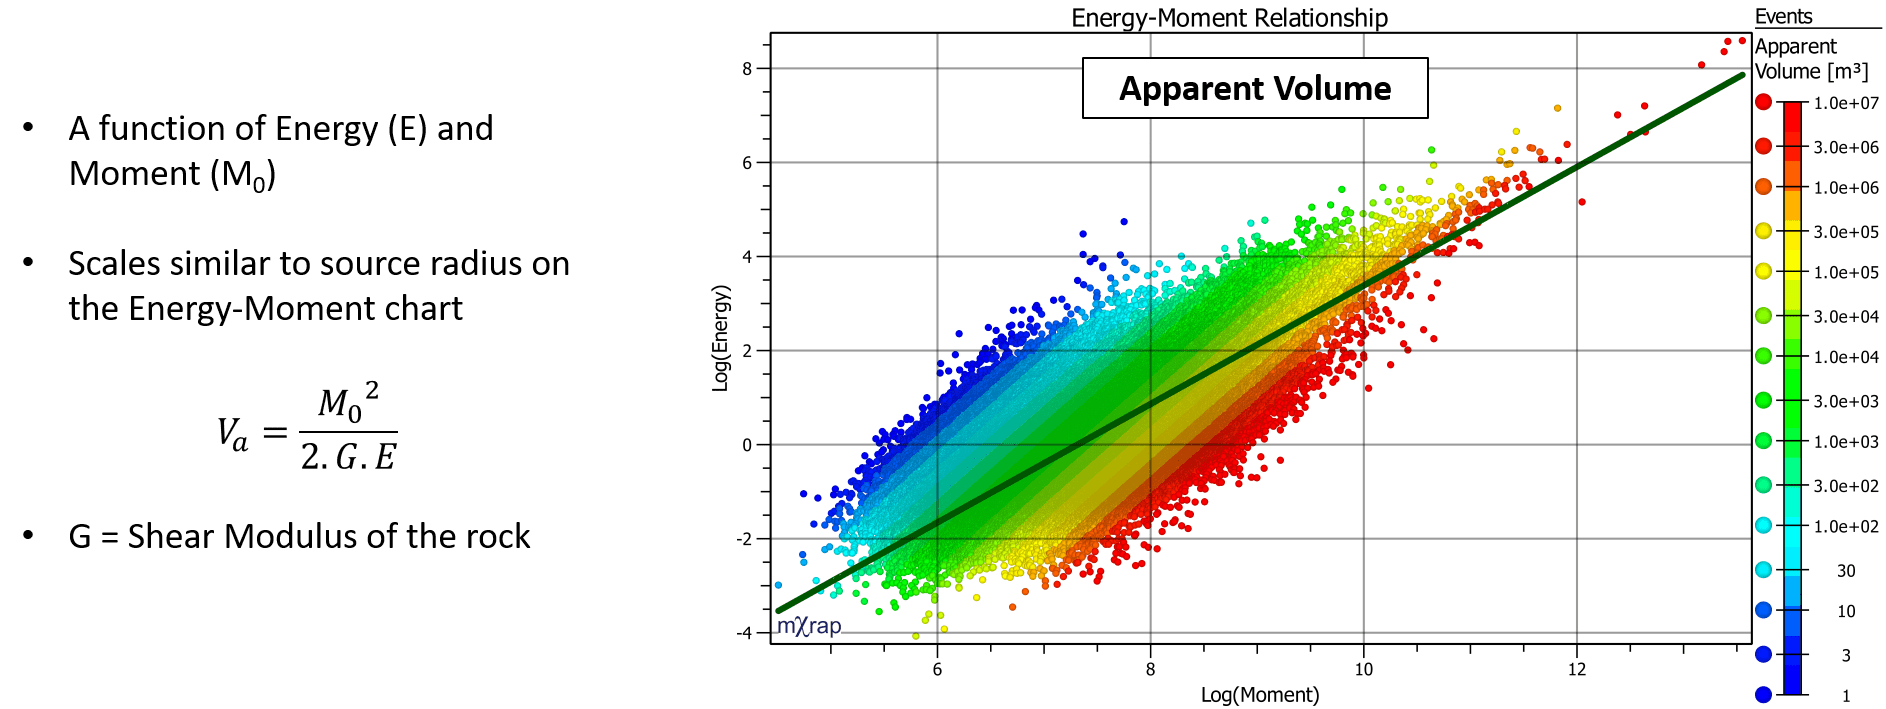 • A function of Energy (E) and
Moment (M₀)
• Scales similar to source radius on
the Energy-Moment chart
Vₐ = M₀² / 2. G. E
• G = Shear Modulus of the rock
Energy-Moment Relationship
Apparent Volume
Log(Energy)
8
6
4
2
0
-2
-4
mXrap
6 8 10 12
Log(Moment)
Events
Apparent
Volume [m³]
1.0e+07
3.0e+06
1.0e+06
3.0e+05
1.0e+05
3.0e+04
1.0e+04
3.0e+03
1.0e+03
3.0e+02
1.0e+02
30
10
3
1